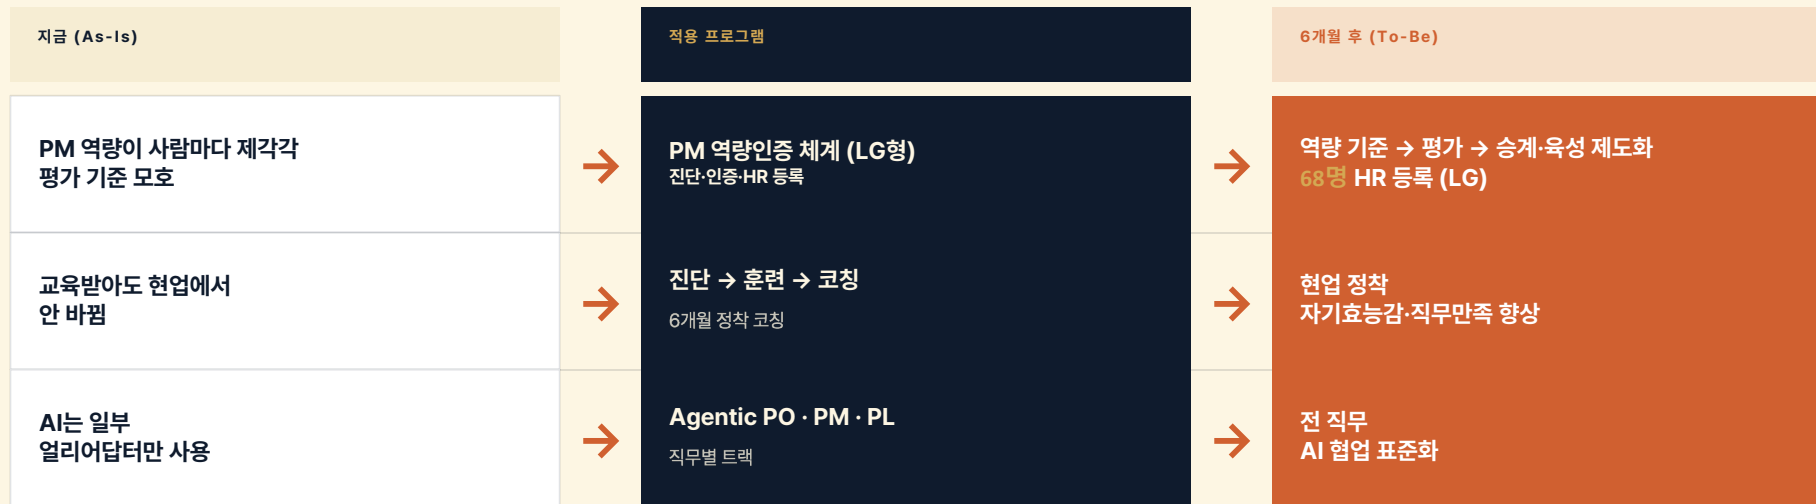 지금 (As-Is)
적용 프로그램
6개월 후 (To-Be)
PM 역량이 사람마다 제각각
평가 기준 모호
→
PM 역량인증 체계 (LG형)
진단·인증·HR 등록
→
역량 기준 → 평가 → 승계·육성 제도화
68명 HR 등록 (LG)
교육받아도 현업에서
안 바뀜
→
진단 → 훈련 → 코칭
6개월 정착 코칭
→
현업 정착
자기효능감·직무만족 향상
AI는 일부
얼리어답터만 사용
→
Agentic PO · PM · PL
직무별 트랙
→
전 직무
AI 협업 표준화